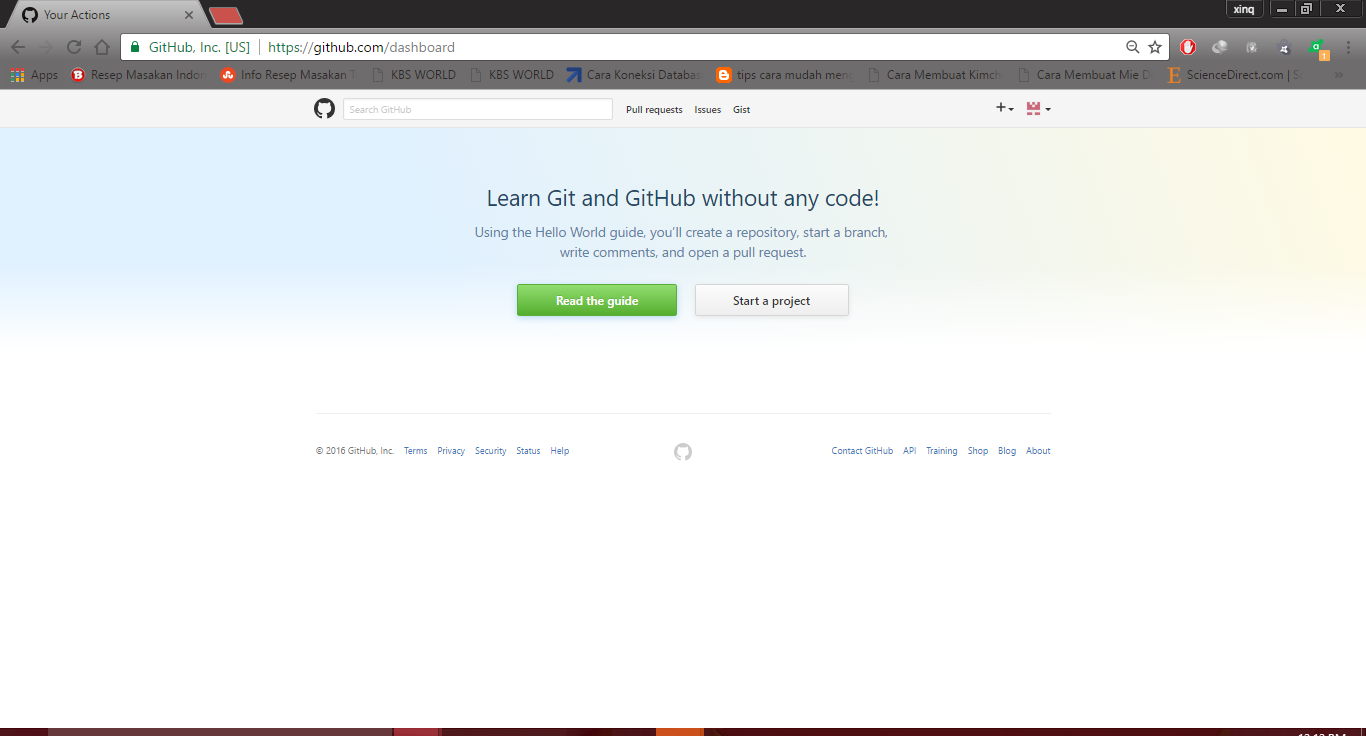 Your Actions
xinq
GitHub, Inc. [US] https://github.com/dashboard
Apps Resep Masakan Indon Info Resep Masakan KBS WORLD KBS WORLD Cara Koneksi Databas tips cara mudah men Cara Membuat Kimch Cara Membuat Mie ScienceDirect.com |
1
Search GitHub
Pull requests Issues Gist
Learn Git and GitHub without any code!
Using the Hello World guide, you’ll create a repository, start a branch,
write comments, and open a pull request.
Read the guide Start a project
© 2016 GitHub, Inc. Terms Privacy Security Status Help Contact GitHub API Training Shop Blog About